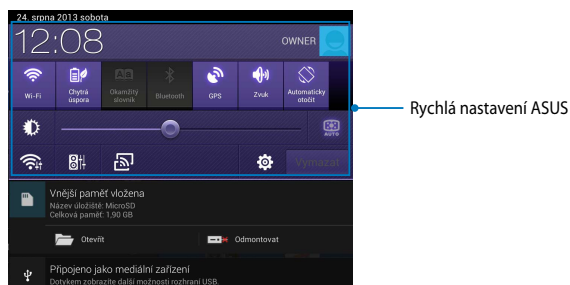 24. srpna 2013 sobota
12:08
OWNER
Wi-Fi
Chytrá úspora
Okamžitý slovník
Bluetooth
GPS
Zvuk
Automaticky otočit
AUTO
Vymazat
Rychlá nastavení ASUS
Vnější paměť vložena
Název úložiště: MicroSD
Celková paměť: 1,90 GB
Otevřít
Odmontovat
Připojeno jako mediální zařízení
Dotykem zobrazíte další možnosti rozhraní USB.